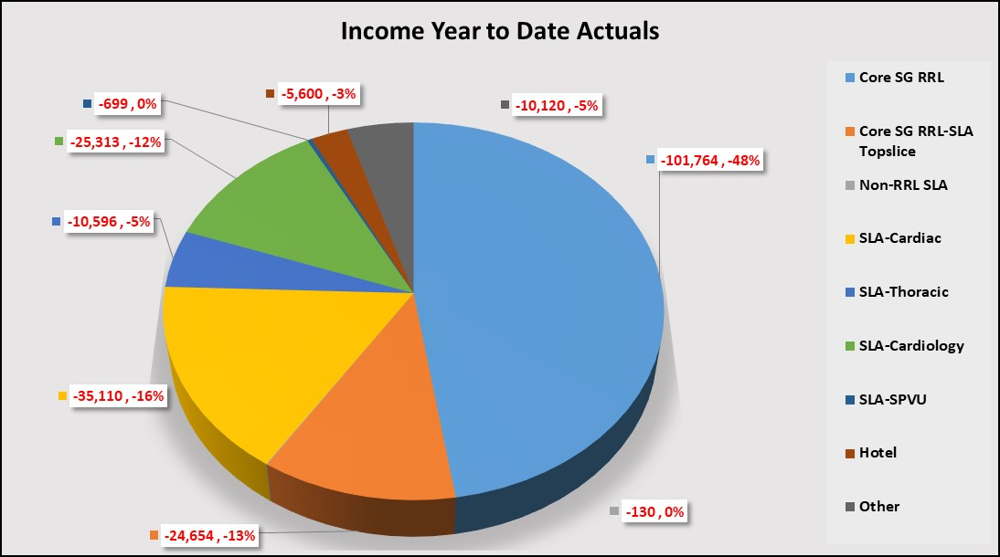 Income Year to Date Actuals
-699 , 0%
-5,600 , -3%
-10,120 , -5%
-25,313 , -12%
-101,764 , -48%
-10,596 , -5%
-35,110 , -16%
-130, 0%
-24,654 , -13%
Core SG RRL
Core SG RRL-SLA
Topslice
Non-RRL SLA
SLA-Cardiac
SLA-Thoracic
SLA-Cardiology
SLA-SPVU
Hotel
Other